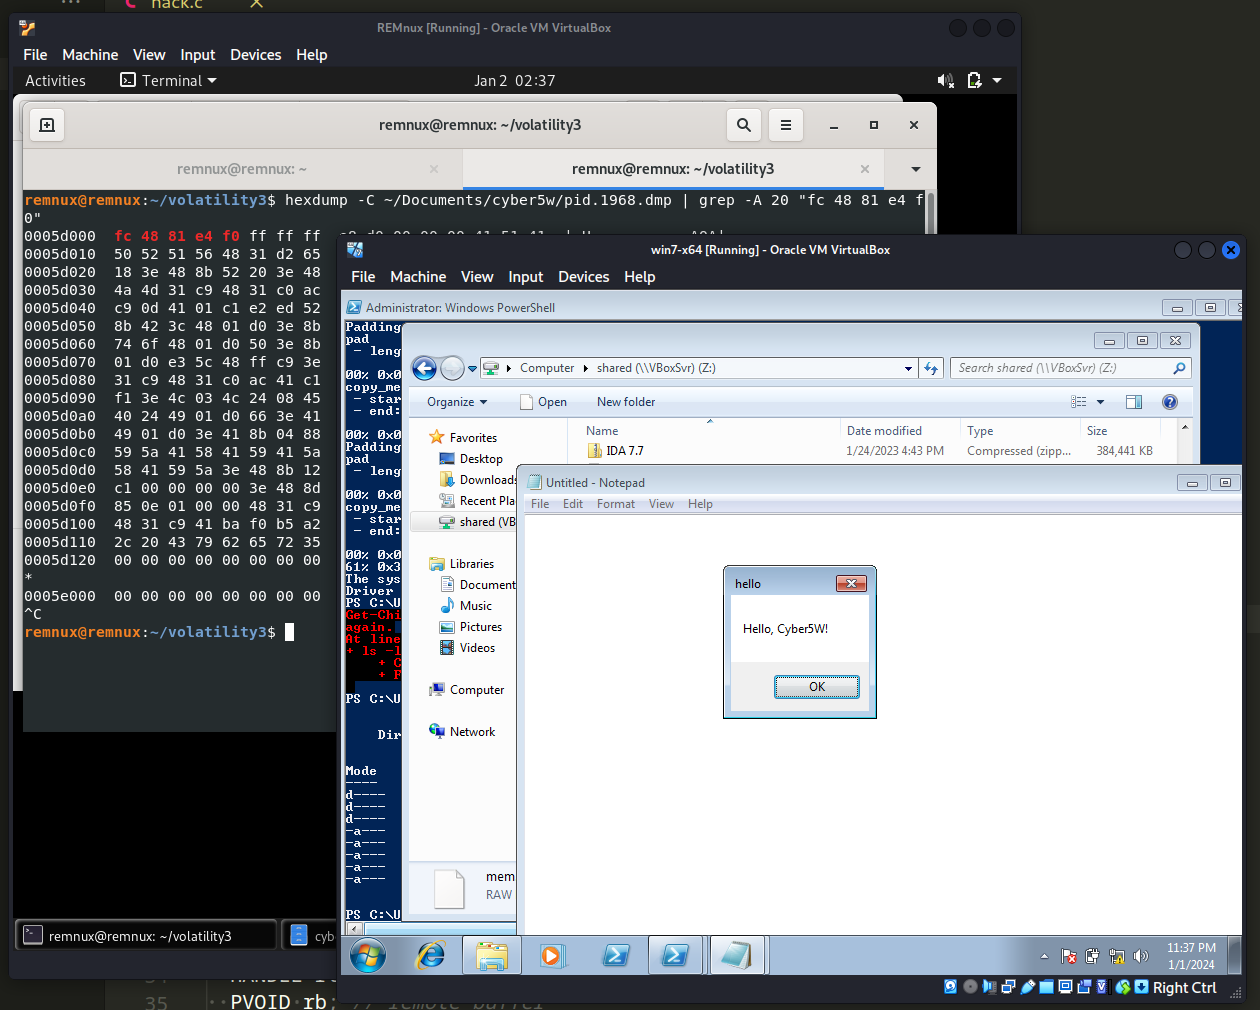 hack.c
REMnux [Running] - Oracle VM VirtualBox
File Machine View Input Devices Help
Activities Terminal Jan 2 02:37
remnux@remnux: ~/volatility3
remnux@remnux: ~ remnux@remnux: ~/volatility3
remnux@remnux:~/volatility3$ hexdump -C ~/Documents/cyber5w/pid.1968.dmp | grep -A 20 "fc 48 81 e4 f
0"
0005d000 fc 48 81 e4 f0 ff ff ff
0005d010 50 52 51 56 48 31 d2 65
0005d020 18 3e 48 8b 52 20 3e 48
0005d030 4a 4d 31 c9 48 31 c0 ac
0005d040 c9 0d 41 01 c1 e2 ed 52
0005d050 8b 42 3c 48 01 d0 3e 8b
0005d060 74 6f 48 01 d0 50 3e 8b
0005d070 01 d0 e3 5c 48 ff c9 3e
0005d080 31 c9 48 31 c0 ac 41 c1
0005d090 f1 3e 4c 03 4c 24 08 45
0005d0a0 40 24 49 01 d0 66 3e 41
0005d0b0 49 01 d0 3e 41 8b 04 88
0005d0c0 59 5a 41 58 41 59 41 5a
0005d0d0 58 41 59 5a 3e 48 8b 12
0005d0e0 c1 00 00 00 00 3e 48 8d
0005d0f0 85 0e 01 00 00 48 31 c9
0005d100 48 31 c9 41 ba f0 b5 a2
0005d110 2c 20 43 79 62 65 72 35
0005d120 00 00 00 00 00 00 00 00
*
0005e000 00 00 00 00 00 00 00 00
^C
remnux@remnux:~/volatility3$
remnux@remnux: ~/volatility3 cyb
win7-x64 [Running] - Oracle VM VirtualBox
File Machine View Input Devices Help
Administrator: Windows PowerShell
Padding
pad
- leng
00% 0x0
copy_me
- star
- end:
00% 0x0
Padding
pad
- leng
00% 0x0
copy_me
- star
- end:
00% 0x0
61% 0x3
The sys
Driver
PS C:\U
Get-Chi
again.
At line
+ ls -l
+ C
+ F
PS C:\U
Dir
Mode
----
d----
d----
d----
-a---
-a---
-a---
-a---
-a---
PS C:\U
Computer shared (\\VBoxSvr) (Z:) Search shared (\\VBoxSvr) (Z:)
Organize Open New folder
Favorites
Desktop
Downloads
Recent Pla
shared (VB
Libraries
Document
Music
Pictures
Videos
Computer
Network
Name Date modified Type Size
IDA 7.7 1/24/2023 4:43 PM Compressed (zipp... 384,441 KB
mem
RAW
Untitled - Notepad
File Edit Format View Help
hello
Hello, Cyber5W!
OK
11:37 PM
1/1/2024
Right Ctrl
35 PVOID rb; // remote buffer